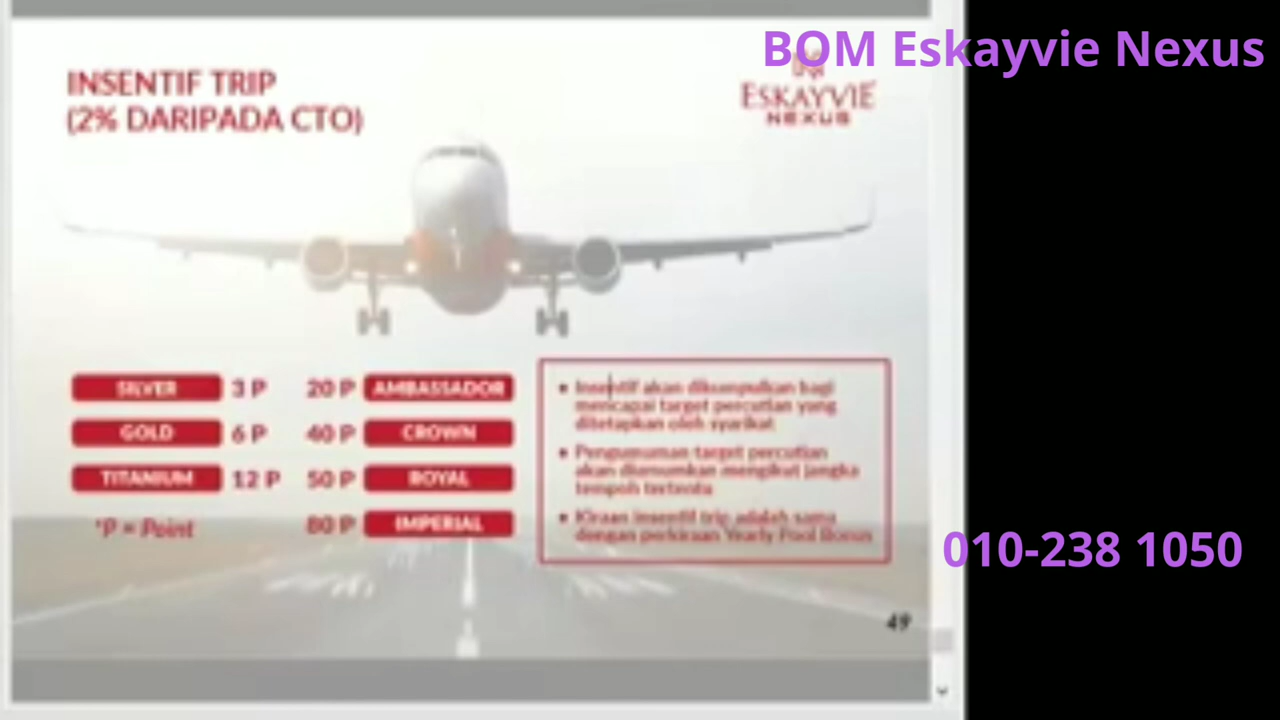 BOM Eskayvie Nexus
INSENTIF TRIP
(2% DARIPADA CTO)
ESKAYVIE
NEXUS
SILVER 3 P
20 P AMBASSADOR
GOLD 6 P
40 P CROWN
TITANIUM 12 P
50 P ROYAL
*P = Point
80 P IMPERIAL
• Insentif akan dikumpulkan bagi
mencapai target percutian yang
ditetapkan oleh syarikat
• Pengumuman target percutian
akan diumumkan mengikut jangka
tempoh tertentu
• Kiraan insentif trip adalah sama
dengan perkiraan Yearly Pool Bonus
010-238 1050
49